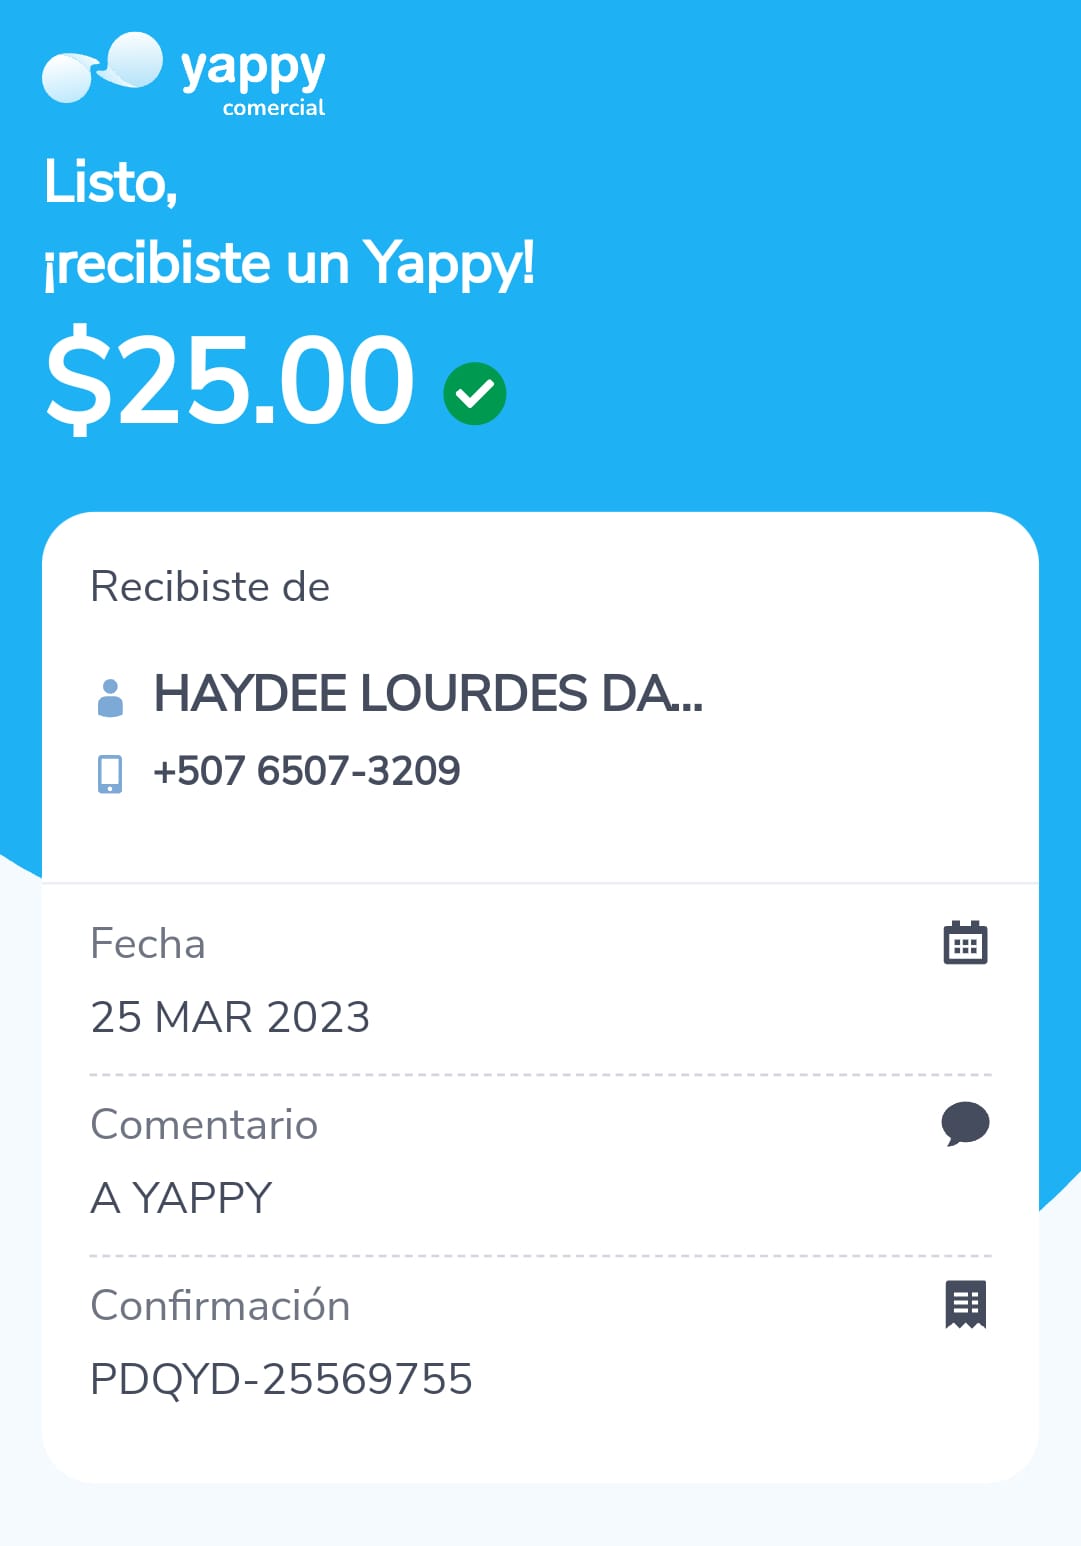 yappy
comercial
Listo,
¡recibiste un Yappy!
$25.00
Recibiste de
HAYDEE LOURDES DA...
+507 6507-3209
Fecha
25 MAR 2023
Comentario
A YAPPY
Confirmación
PDQYD-25569755